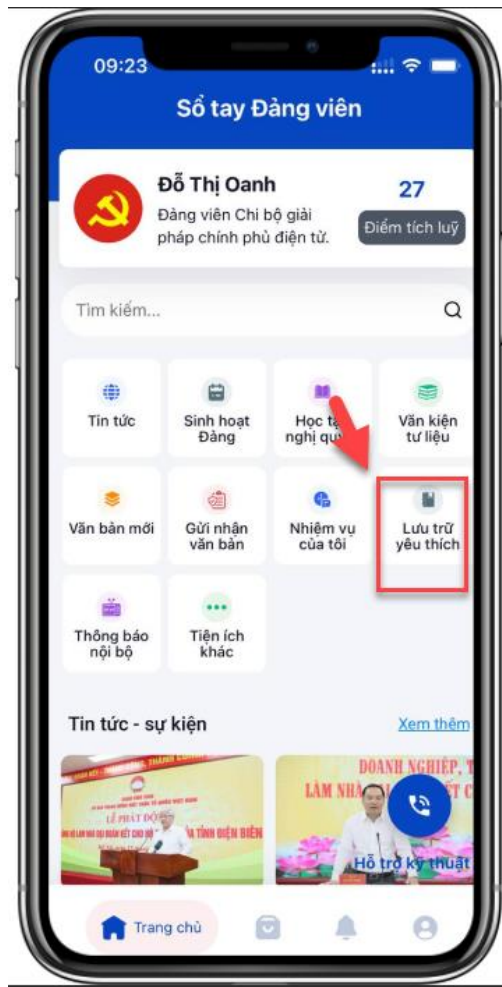 09:23
Sổ tay Đảng viên
Đỗ Thị Oanh
27
Đảng viên Chi bộ giải
pháp chính phủ điện tử.
Điểm tích luỹ
Tìm kiếm...
Tin tức
Sinh hoạt
Đảng
Học
nghị
Văn kiện
tư liệu
Văn bản mới
Gửi nhận
văn bản
Nhiệm vụ
của tôi
Lưu trữ
yêu thích
Thông báo
nội bộ
Tiện ích
khác
Tin tức - sự kiện
Xem thêm
LỄ PHÁT ĐỘ
TỈNH ĐIỆN BIÊN
DOANH NGHIỆP, T
LÀM NHÀ
Hỗ trợ kỹ thuật
Trang chủ